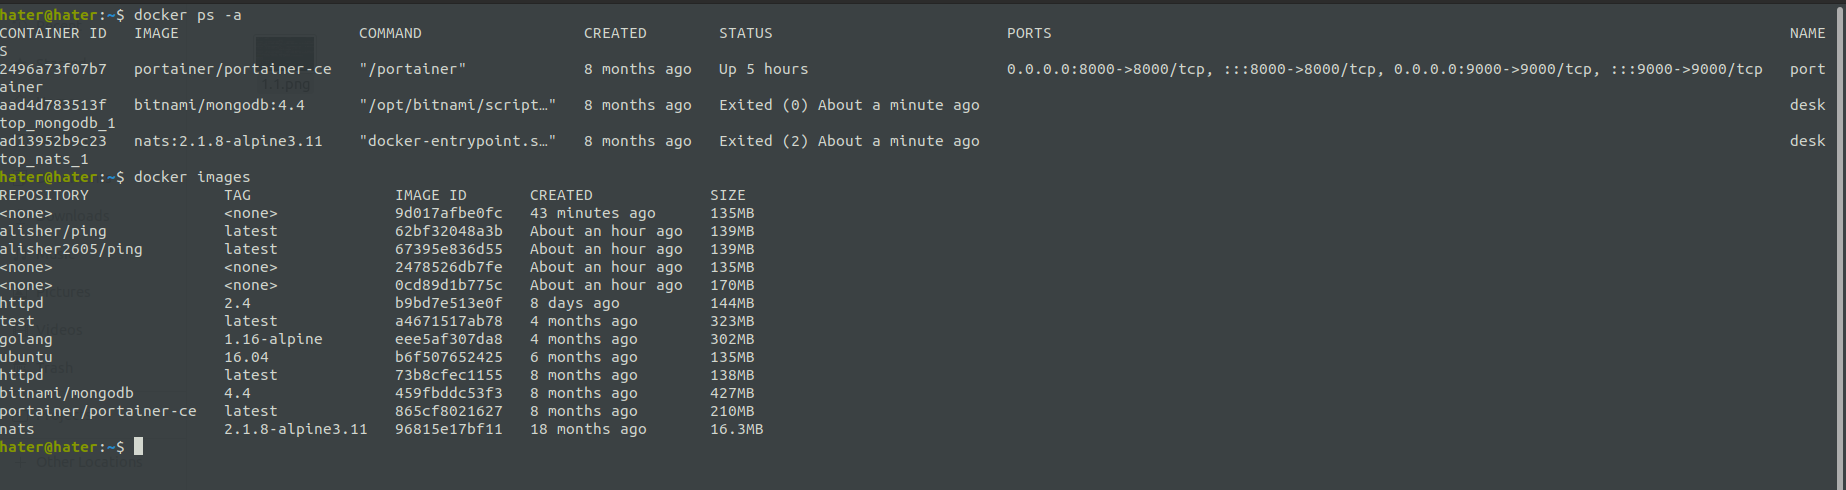 hater@hater:~$ docker ps -a
CONTAINER ID   IMAGE                    COMMAND                  CREATED        STATUS                          PORTS                                                                                  NAME
S
2496a73f07b7   portainer/portainer-ce   "/portainer"             8 months ago   Up 5 hours                      0.0.0.0:8000->8000/tcp, :::8000->8000/tcp, 0.0.0.0:9000->9000/tcp, :::9000->9000/tcp   port
ainer
aad4d783513f   bitnami/mongodb:4.4      "/opt/bitnami/script…"   8 months ago   Exited (0) About a minute ago                                                                                          desk
top_mongodb_1
ad13952b9c23   nats:2.1.8-alpine3.11    "docker-entrypoint.s…"   8 months ago   Exited (2) About a minute ago                                                                                          desk
top_nats_1
hater@hater:~$ docker images
REPOSITORY               TAG                IMAGE ID       CREATED             SIZE
<none>                   <none>             9d017afbe0fc   43 minutes ago      135MB
alisher/ping             latest             62bf32048a3b   About an hour ago   139MB
alisher2605/ping         latest             67395e836d55   About an hour ago   139MB
<none>                   <none>             2478526db7fe   About an hour ago   135MB
<none>                   <none>             0cd89d1b775c   About an hour ago   170MB
httpd                    2.4                b9bd7e513e0f   8 days ago          144MB
test                     latest             a4671517ab78   4 months ago        323MB
golang                   1.16-alpine        eee5af307da8   4 months ago        302MB
ubuntu                   16.04              b6f507652425   6 months ago        135MB
httpd                    latest             73b8cfec1155   8 months ago        138MB
bitnami/mongodb          4.4                459fbddc53f3   8 months ago        427MB
portainer/portainer-ce   latest             865cf8021627   8 months ago        210MB
nats                     2.1.8-alpine3.11   96815e17bf11   18 months ago       16.3MB
hater@hater:~$